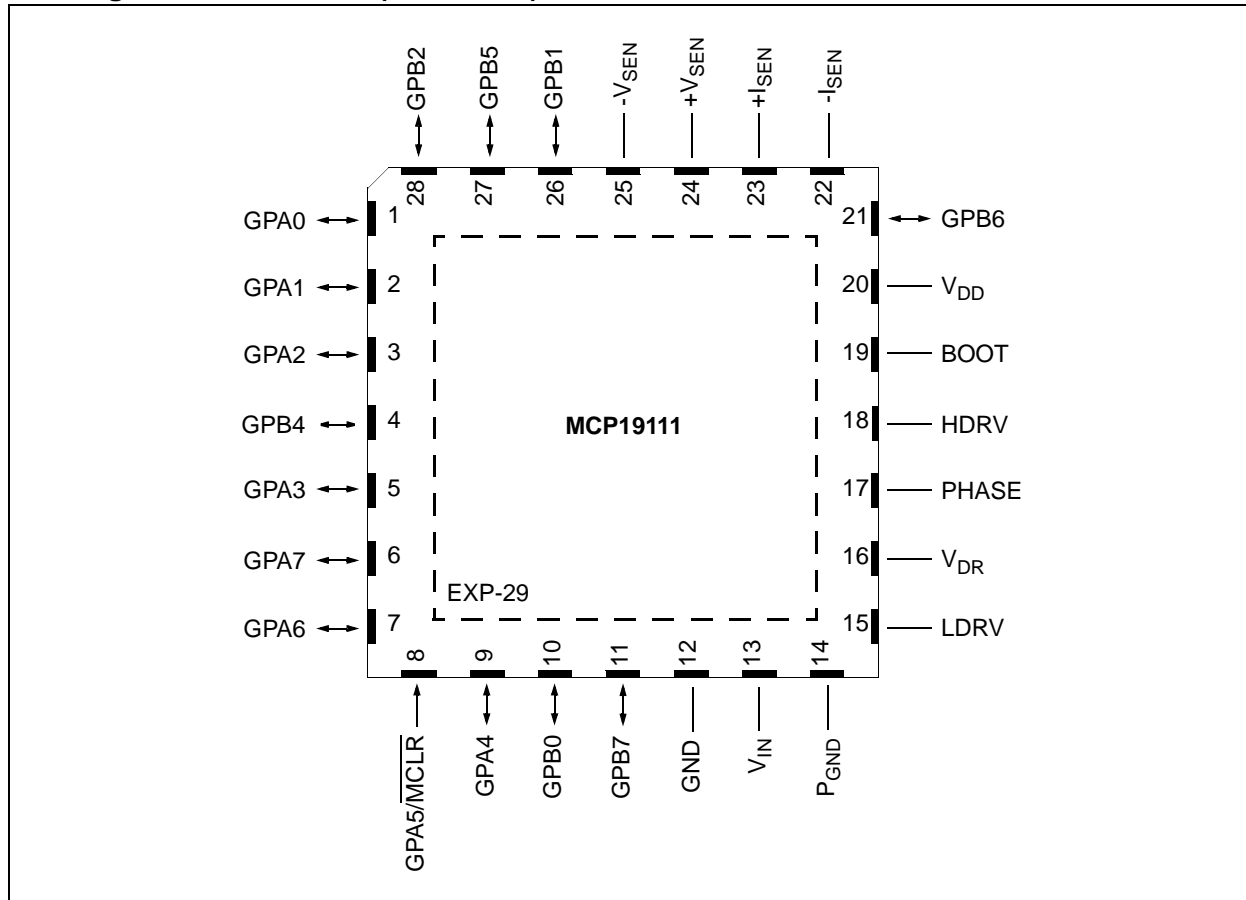 GPB2
GPB5
GPB1
-VSEN
+VSEN
+ISEN
-ISEN
28
27
26
25
24
23
22
GPA0
1
21
GPB6
GPA1
2
20
VDD
GPA2
3
19
BOOT
GPB4
4
MCP19111
18
HDRV
GPA3
5
17
PHASE
GPA7
6
16
VDR
EXP-29
GPA6
7
15
LDRV
8
9
10
11
12
13
14
GPA5/MCLR
GPA4
GPB0
GPB7
GND
VIN
PGND